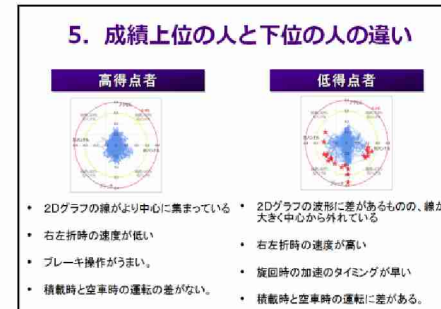 5. 成績上位の人と下位の人の違い
高得点者
• 2Dグラフの線がより中心に集まっている
• 右左折時の速度が低い
• ブレーキ操作がうまい。
• 積載時と空車時の運転の差がない。
低得点者
• 2Dグラフの波形に差があるものの、線が
大きく中心から外れている
• 右左折時の速度が高い
• 旋回時の加速のタイミングが早い
• 積載時と空車時の運転に差がある。